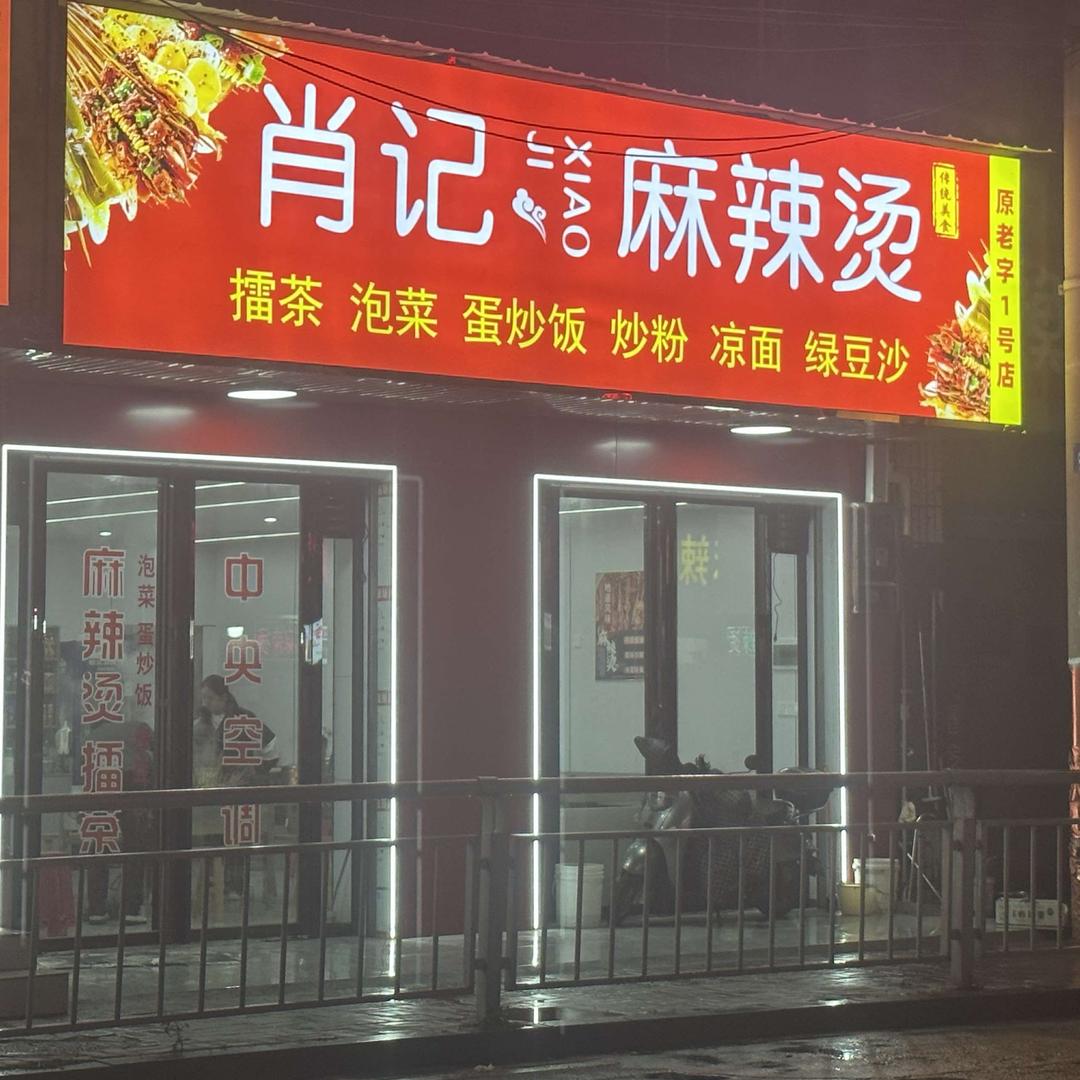 肖记
XIAO
JI
麻辣烫
传统美食
原老字1号店
擂茶 泡菜 蛋炒饭 炒粉 凉面 绿豆沙
麻辣烫擂茶
泡菜 蛋炒饭
中央空调